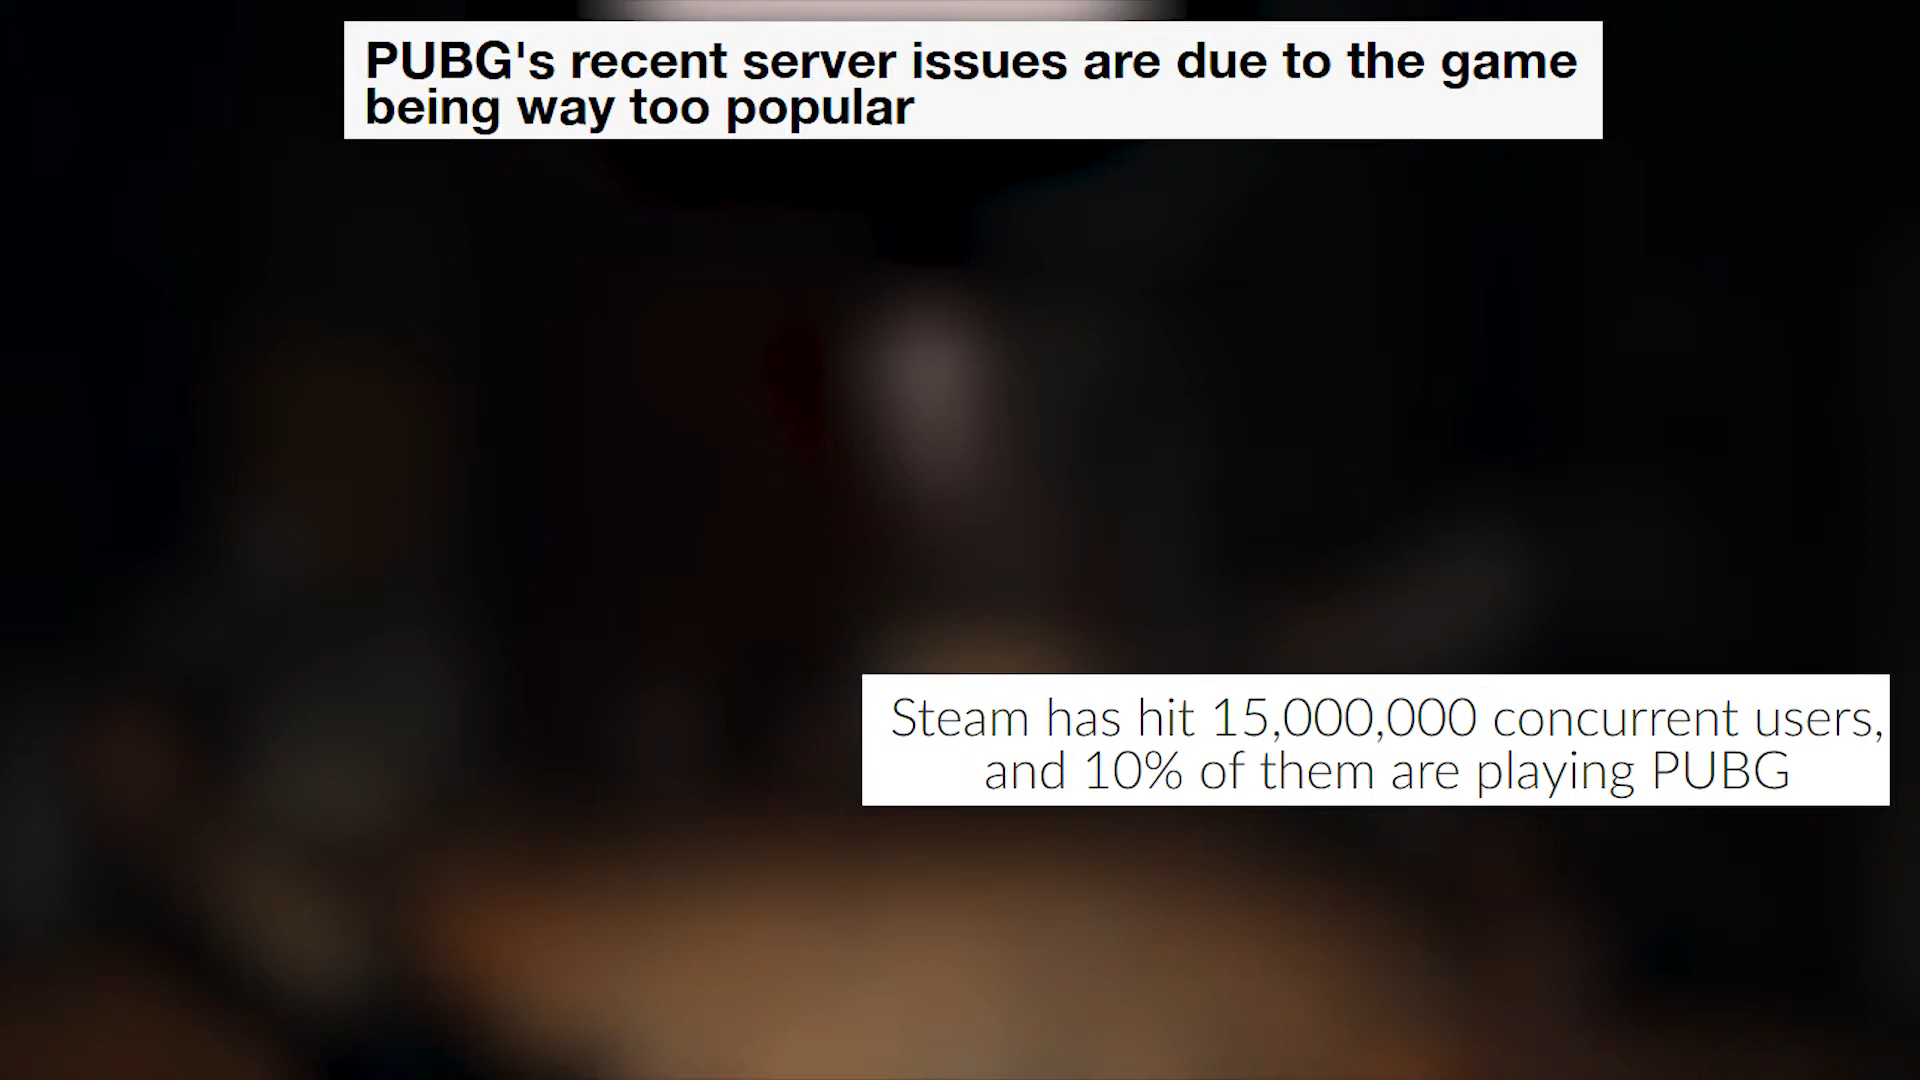 PUBG's recent server issues are due to the game
being way too popular
Steam has hit 15,000,000 concurrent users,
and 10% of them are playing PUBG